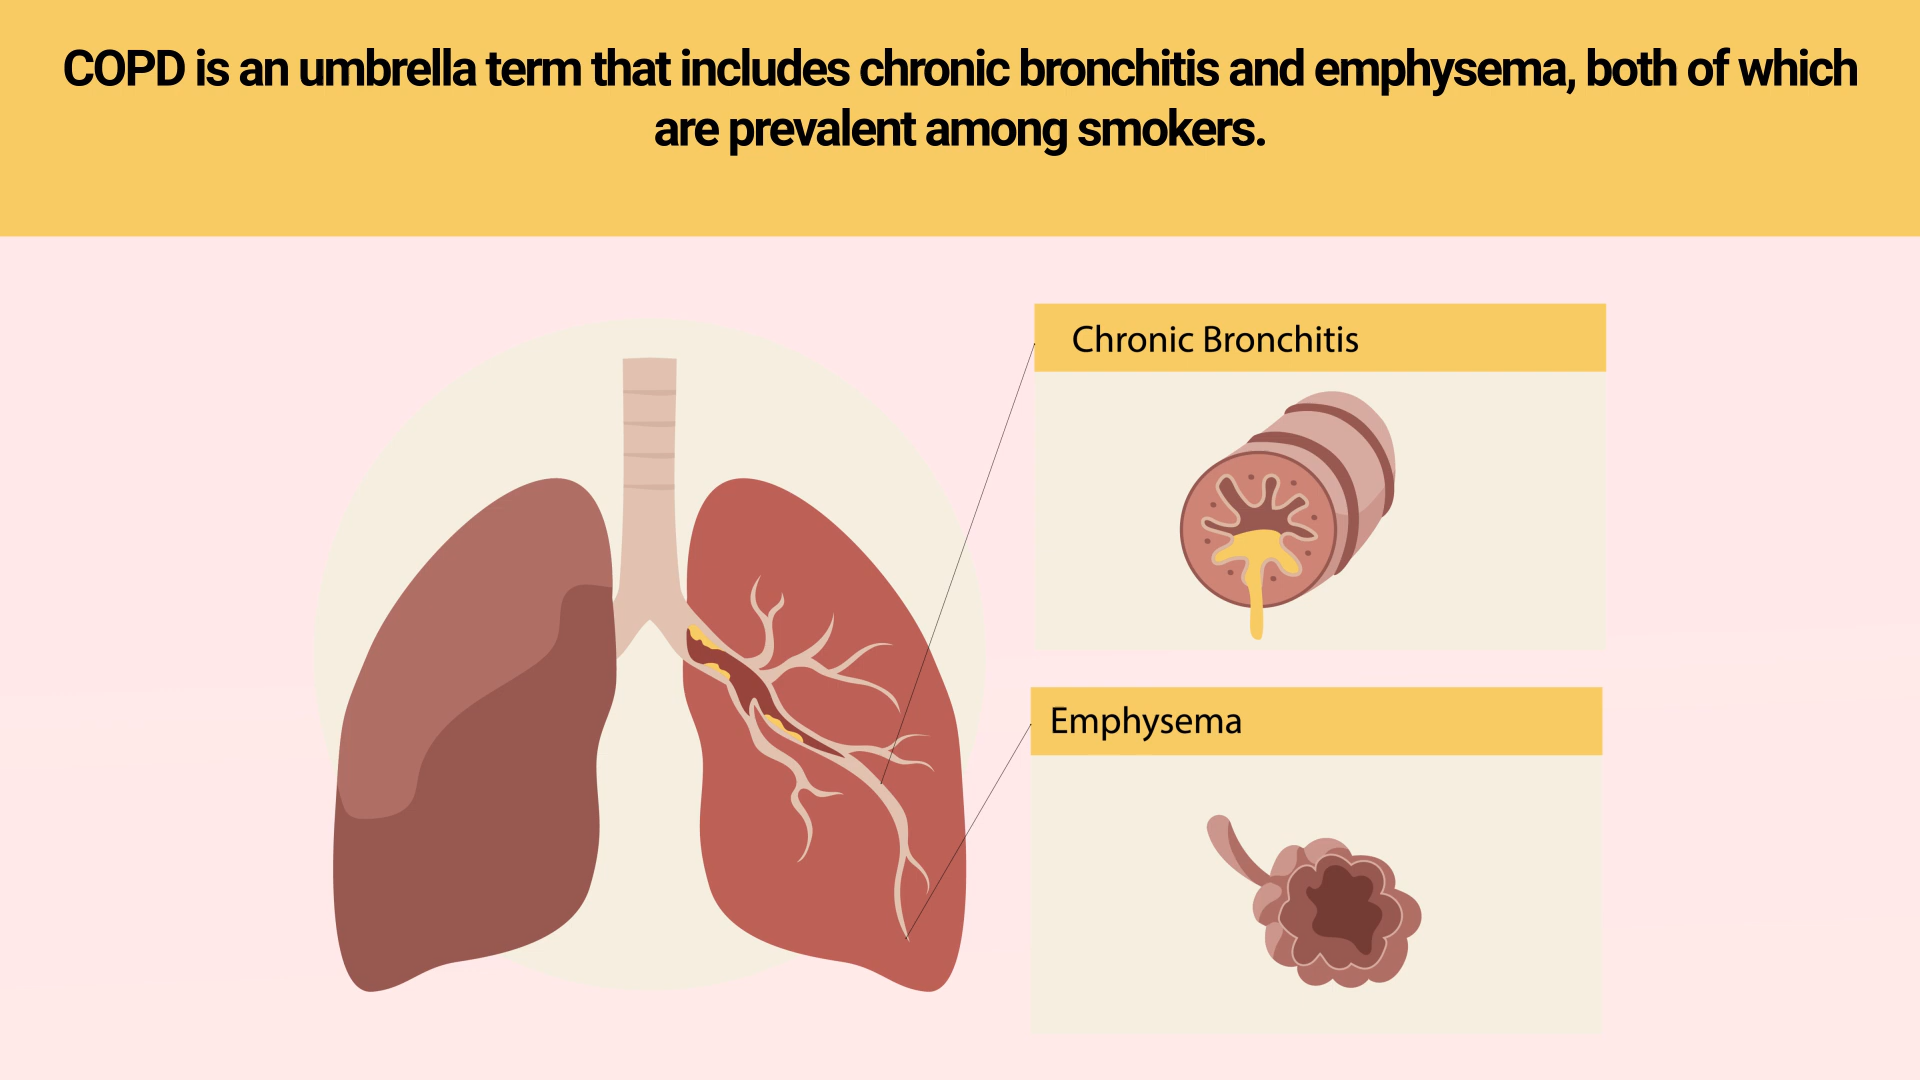 COPD is an umbrella term that includes chronic bronchitis and emphysema, both of which
are prevalent among smokers.
Chronic Bronchitis
Emphysema